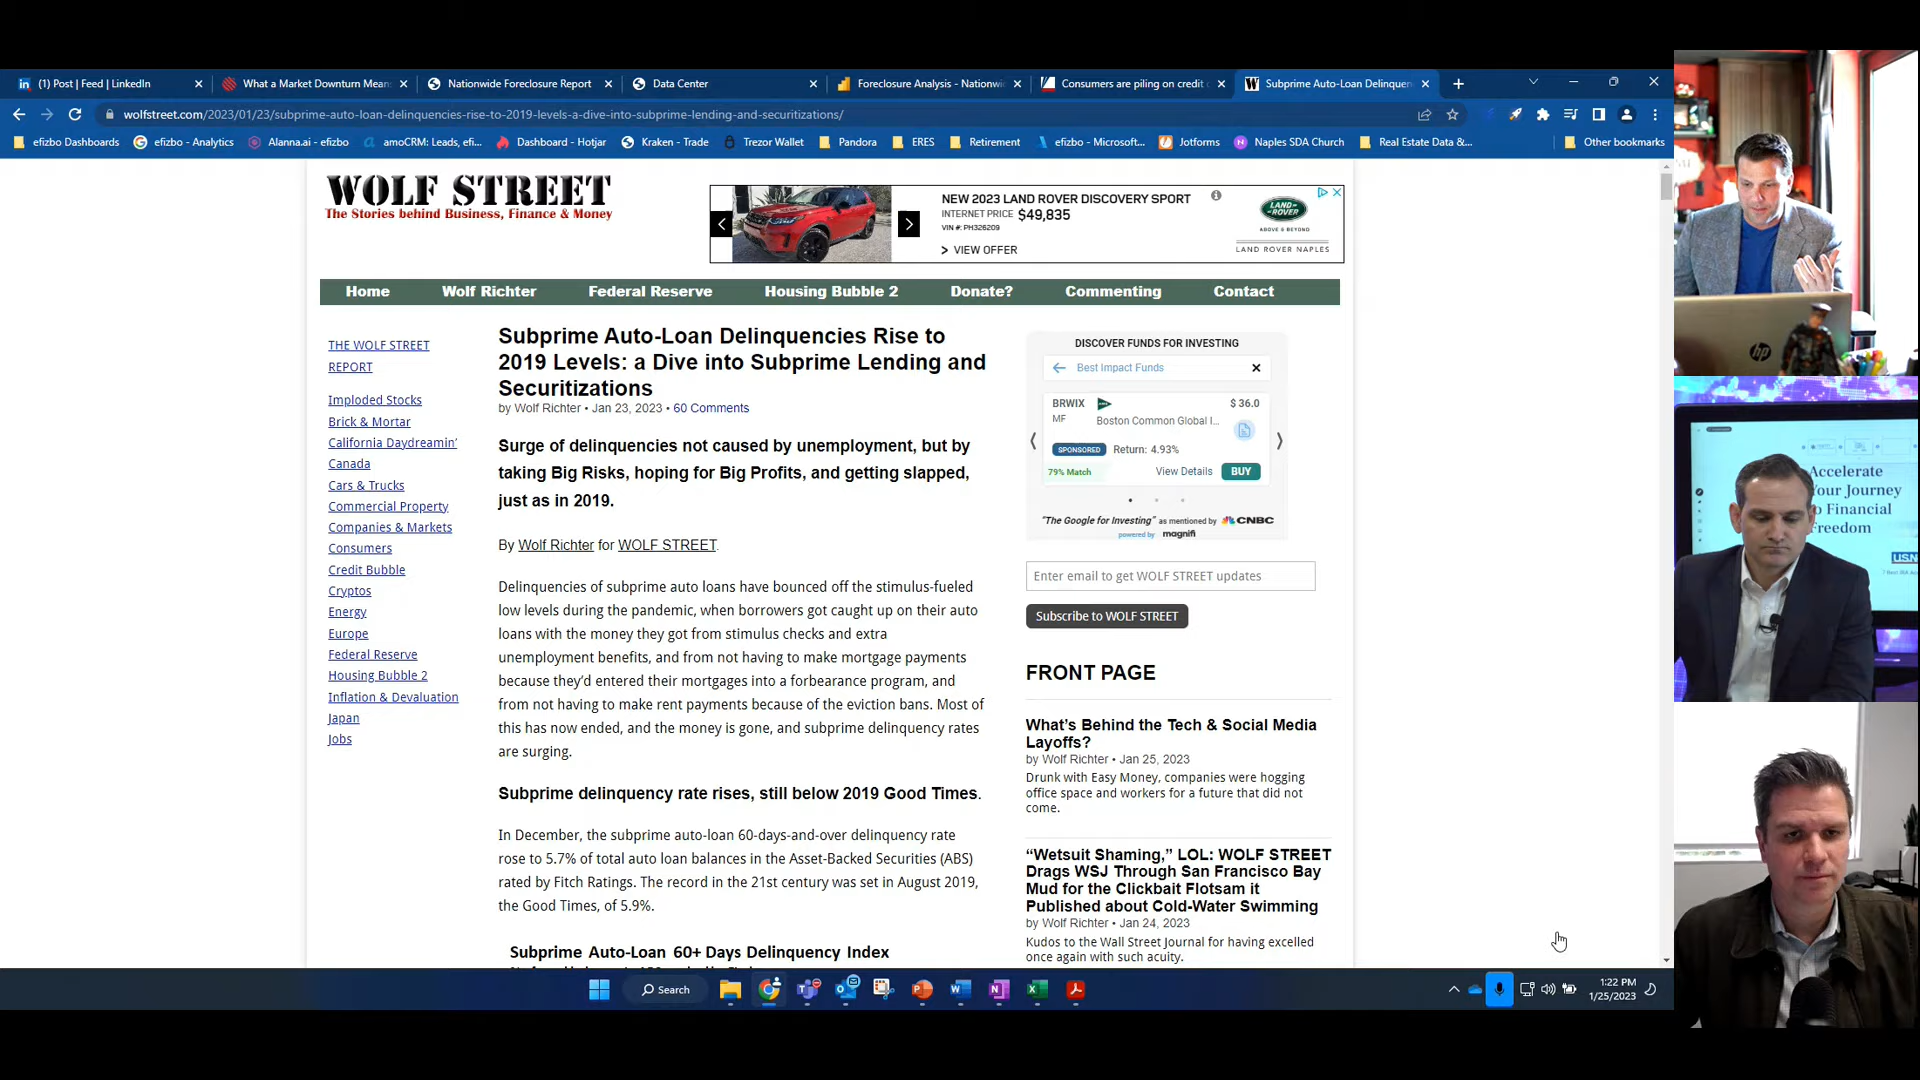 (1) Post | Feed | LinkedIn
What a Market Downturn Mean
Nationwide Foreclosure Report
Data Center
Foreclosure Analysis - Nationwi
Consumers are piling on credit
Subprime Auto-Loan Delinquen
wolfstreet.com/2023/01/23/subprime-auto-loan-delinquencies-rise-to-2019-levels-a-dive-into-subprime-lending-and-securitizations/
efizbo Dashboards
efizbo - Analytics
Alanna.ai - efizbo
amoCRM: Leads, efi...
Dashboard - Hotjar
Kraken - Trade
Trezor Wallet
Pandora
ERES
Retirement
efizbo - Microsoft...
Jotforms
Naples SDA Church
Real Estate Data &...
Other bookmarks
WOLF STREET
The Stories behind Business, Finance & Money
NEW 2023 LAND ROVER DISCOVERY SPORT
INTERNET PRICE $49,835
VIN #: PH326209
> VIEW OFFER
LAND ROVER
ABOVE & BEYOND
LAND ROVER NAPLES
Home
Wolf Richter
Federal Reserve
Housing Bubble 2
Donate?
Commenting
Contact
THE WOLF STREET
REPORT
Imploded Stocks
Brick & Mortar
California Daydreamin'
Canada
Cars & Trucks
Commercial Property
Companies & Markets
Consumers
Credit Bubble
Cryptos
Energy
Europe
Federal Reserve
Housing Bubble 2
Inflation & Devaluation
Japan
Jobs
Subprime Auto-Loan Delinquencies Rise to
2019 Levels: a Dive into Subprime Lending and
Securitizations
by Wolf Richter • Jan 23, 2023 • 60 Comments
Surge of delinquencies not caused by unemployment, but by
taking Big Risks, hoping for Big Profits, and getting slapped,
just as in 2019.
By Wolf Richter for WOLF STREET.
Delinquencies of subprime auto loans have bounced off the stimulus-fueled
low levels during the pandemic, when borrowers got caught up on their auto
loans with the money they got from stimulus checks and extra
unemployment benefits, and from not having to make mortgage payments
because they'd entered their mortgages into a forbearance program, and
from not having to make rent payments because of the eviction bans. Most of
this has now ended, and the money is gone, and subprime delinquency rates
are surging.
Subprime delinquency rate rises, still below 2019 Good Times.
In December, the subprime auto-loan 60-days-and-over delinquency rate
rose to 5.7% of total auto loan balances in the Asset-Backed Securities (ABS)
rated by Fitch Ratings. The record in the 21st century was set in August 2019,
the Good Times, of 5.9%.
Subprime Auto-Loan 60+ Days Delinquency Index
DISCOVER FUNDS FOR INVESTING
Best Impact Funds
BRWIX
$ 36.0
MF
Boston Common Global I...
SPONSORED
Return: 4.93%
79% Match
View Details
BUY
"The Google for Investing" as mentioned by CNBC
powered by magnifi
Enter email to get WOLF STREET updates
Subscribe to WOLF STREET
FRONT PAGE
What's Behind the Tech & Social Media
Layoffs?
by Wolf Richter • Jan 25, 2023
Drunk with Easy Money, companies were hogging
office space and workers for a future that did not
come.
“Wetsuit Shaming,” LOL: WOLF STREET
Drags WSJ Through San Francisco Bay
Mud for the Clickbait Flotsam it
Published about Cold-Water Swimming
by Wolf Richter • Jan 24, 2023
Kudos to the Wall Street Journal for having excelled
once again with such acuity.
Accelerate
Your Journey
to Financial
Freedom
hp
Search
1:22 PM
1/25/2023